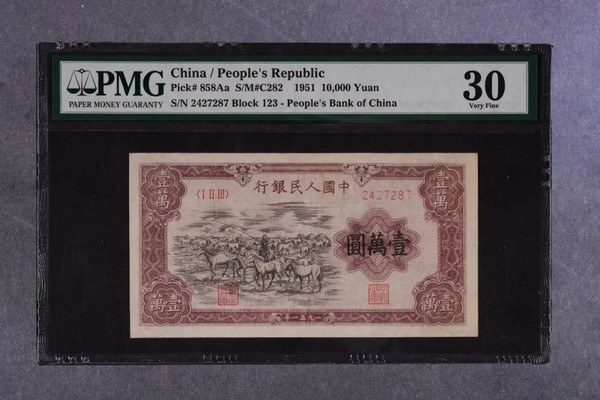 PMG
PAPER MONEY GUARANTY
China / People's Republic
Pick# 858Aa S/M#C282 1951 10,000 Yuan
S/N 2427287 Block 123 - People's Bank of China
30
Very Fine
壹萬
行銀民人國中
壹萬
〈I II III〉
2427287
圓萬壹
萬壹
年一五九一
萬壹